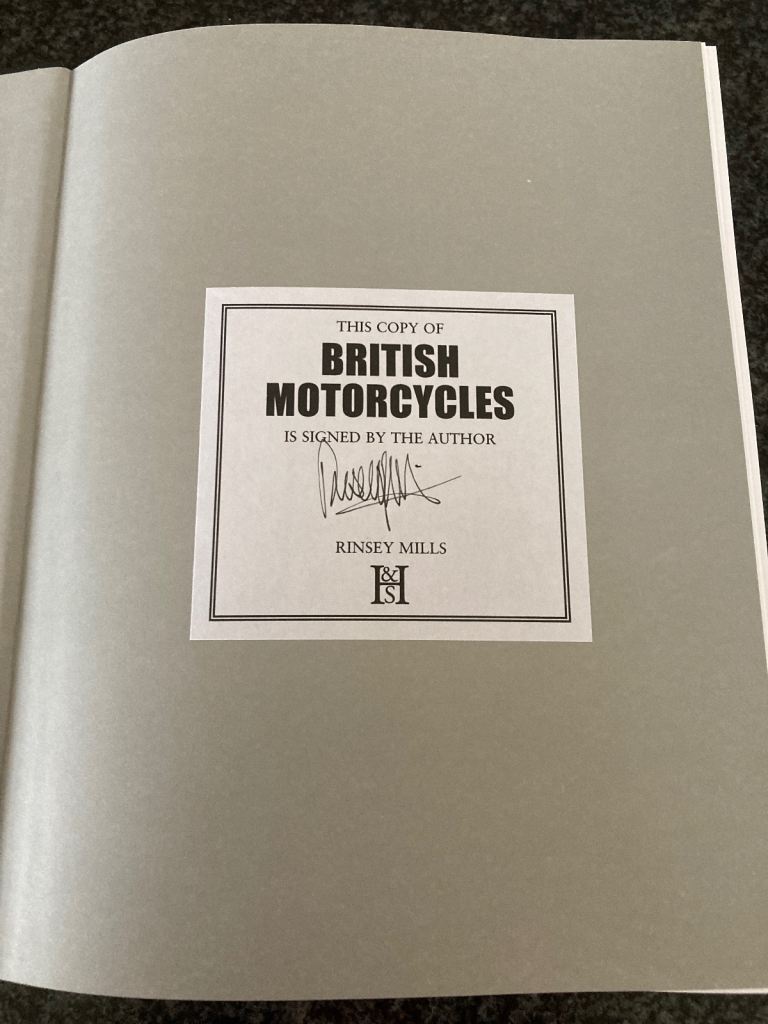 THIS COPY OF
BRITISH
MOTORCYCLES
IS SIGNED BY THE AUTHOR
RINSEY MILLS
H&S